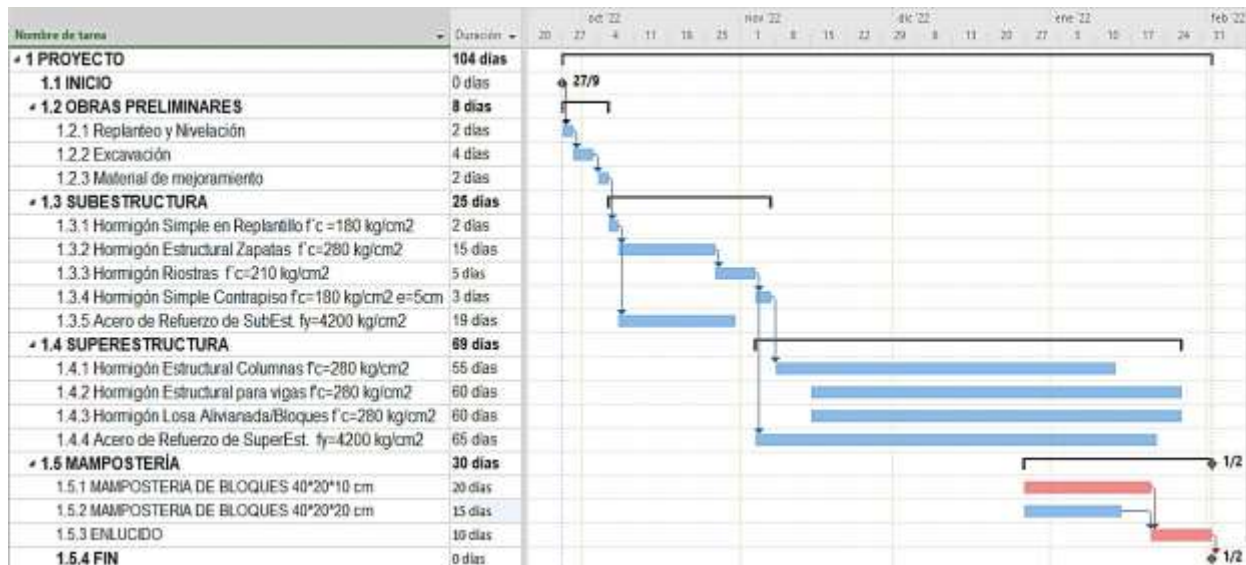 oct '22 nov '22 dic '22 ene '22 feb '22
Nombre de tarea Duración 20 27 4 11 18 25 1 8 15 22 29 6 13 20 27 3 10 17 24 31
1 PROYECTO 104 días
1.1 INICIO 0 días 27/9
1.2 OBRAS PRELIMINARES 8 días
1.2.1 Replanteo y Nivelación 2 días
1.2.2 Excavación 4 días
1.2.3 Material de mejoramiento 2 días
1.3 SUBESTRUCTURA 25 días
1.3.1 Hormigón Simple en Replantillo f´c =180 kg/cm2 2 días
1.3.2 Hormigón Estructural Zapatas f´c=280 kg/cm2 15 días
1.3.3 Hormigón Riostras f´c=210 kg/cm2 5 días
1.3.4 Hormigón Simple Contrapiso f'c=180 kg/cm2 e=5cm 3 días
1.3.5 Acero de Refuerzo de SubEst. fy=4200 kg/cm2 19 días
1.4 SUPERESTRUCTURA 69 días
1.4.1 Hormigón Estructural Columnas f'c=280 kg/cm2 55 días
1.4.2 Hormigón Estructural para vigas f'c=280 kg/cm2 60 días
1.4.3 Hormigón Losa Alivianada/Bloques f´c=280 kg/cm2 60 días
1.4.4 Acero de Refuerzo de SuperEst. fy=4200 kg/cm2 65 días
1.5 MAMPOSTERÍA 30 días 1/2
1.5.1 MAMPOSTERIA DE BLOQUES 40*20*10 cm 20 días
1.5.2 MAMPOSTERIA DE BLOQUES 40*20*20 cm 15 días
1.5.3 ENLUCIDO 10 días
1.5.4 FIN 0 días 1/2